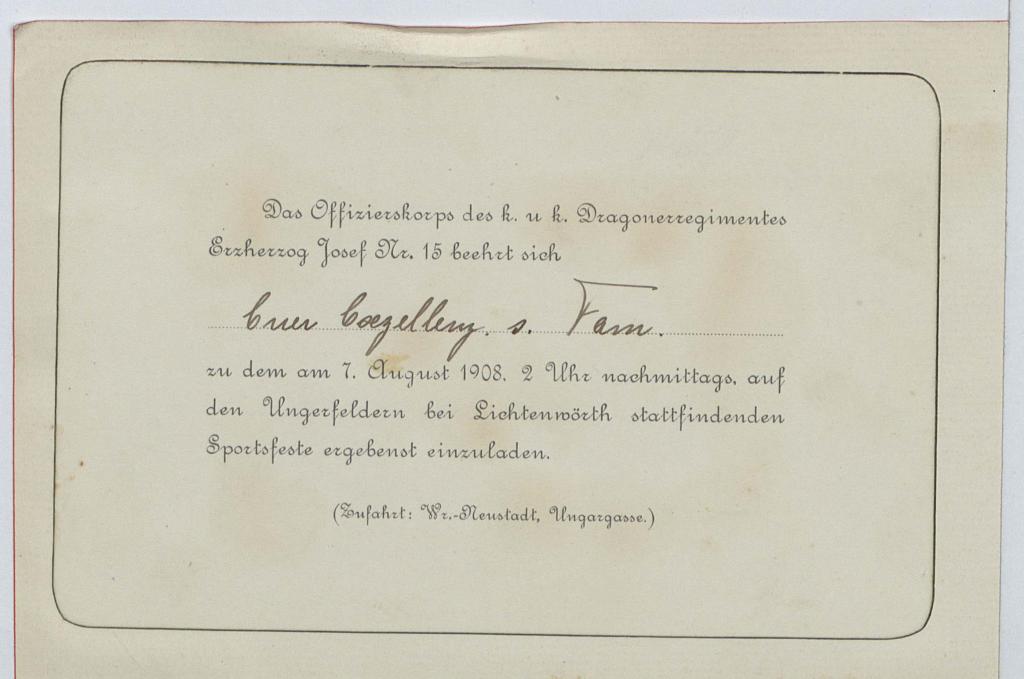 Das Offizierskorps des k. u k. Dragonerregimentes
Erzherzog Josef Nr. 15 beehrt sich
Euer Exzellenz. s. Fam.
zu dem am 7. August 1908. 2 Uhr nachmittags, auf
den Ungerfeldern bei Lichtenwörth stattfindenden
Sportsfeste ergebenst einzuladen.
(Zufahrt: Wr.-Neustadt, Ungargasse.)